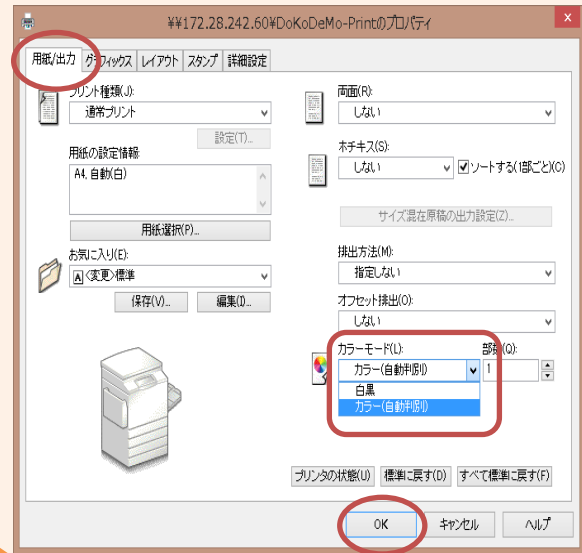 ¥¥172.28.242.60¥DoKoDeMo-Printのプロパティ
x
用紙/出力 グラフィックス レイアウト スタンプ 詳細設定
プリント種類(J):
通常プリント
設定(T)...
用紙の設定情報:
A4, 自動(白)
用紙選択(P)...
お気に入り(E):
A <変更>標準
保存(V)... 編集(I)...
両面(R):
しない
ホチキス(S):
しない
ソートする(1部ごと)(C)
サイズ混在原稿の出力設定(Z)...
排出方法(M):
指定しない
オフセット排出(O):
しない
カラーモード(L): 部数(Q):
カラー(自動判別) 1
白黒
カラー(自動判別)
プリンタの状態(U) 標準に戻す(D) すべて標準に戻す(F)
OK キャンセル ヘルプ